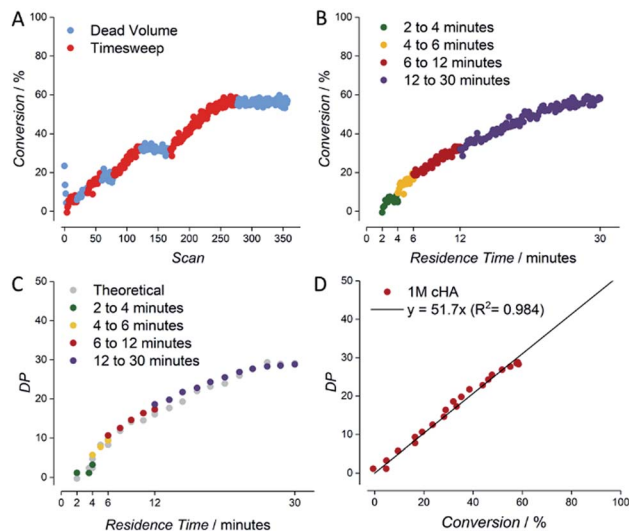 A
Dead Volume
Timesweep
Conversion / %
100
80
60
40
20
0
0 50 100 150 200 250 300 350
Scan
B
2 to 4 minutes
4 to 6 minutes
6 to 12 minutes
12 to 30 minutes
Conversion / %
100
80
60
40
20
0
0 2 4 6 12 30
Residence Time / minutes
C
Theoretical
2 to 4 minutes
4 to 6 minutes
6 to 12 minutes
12 to 30 minutes
DP
50
40
30
20
10
0
0 2 4 6 12 30
Residence Time / minutes
D
1M cHA
y = 51.7x (R²= 0.984)
DP
50
40
30
20
10
0
0 20 40 60 80 100
Conversion / %